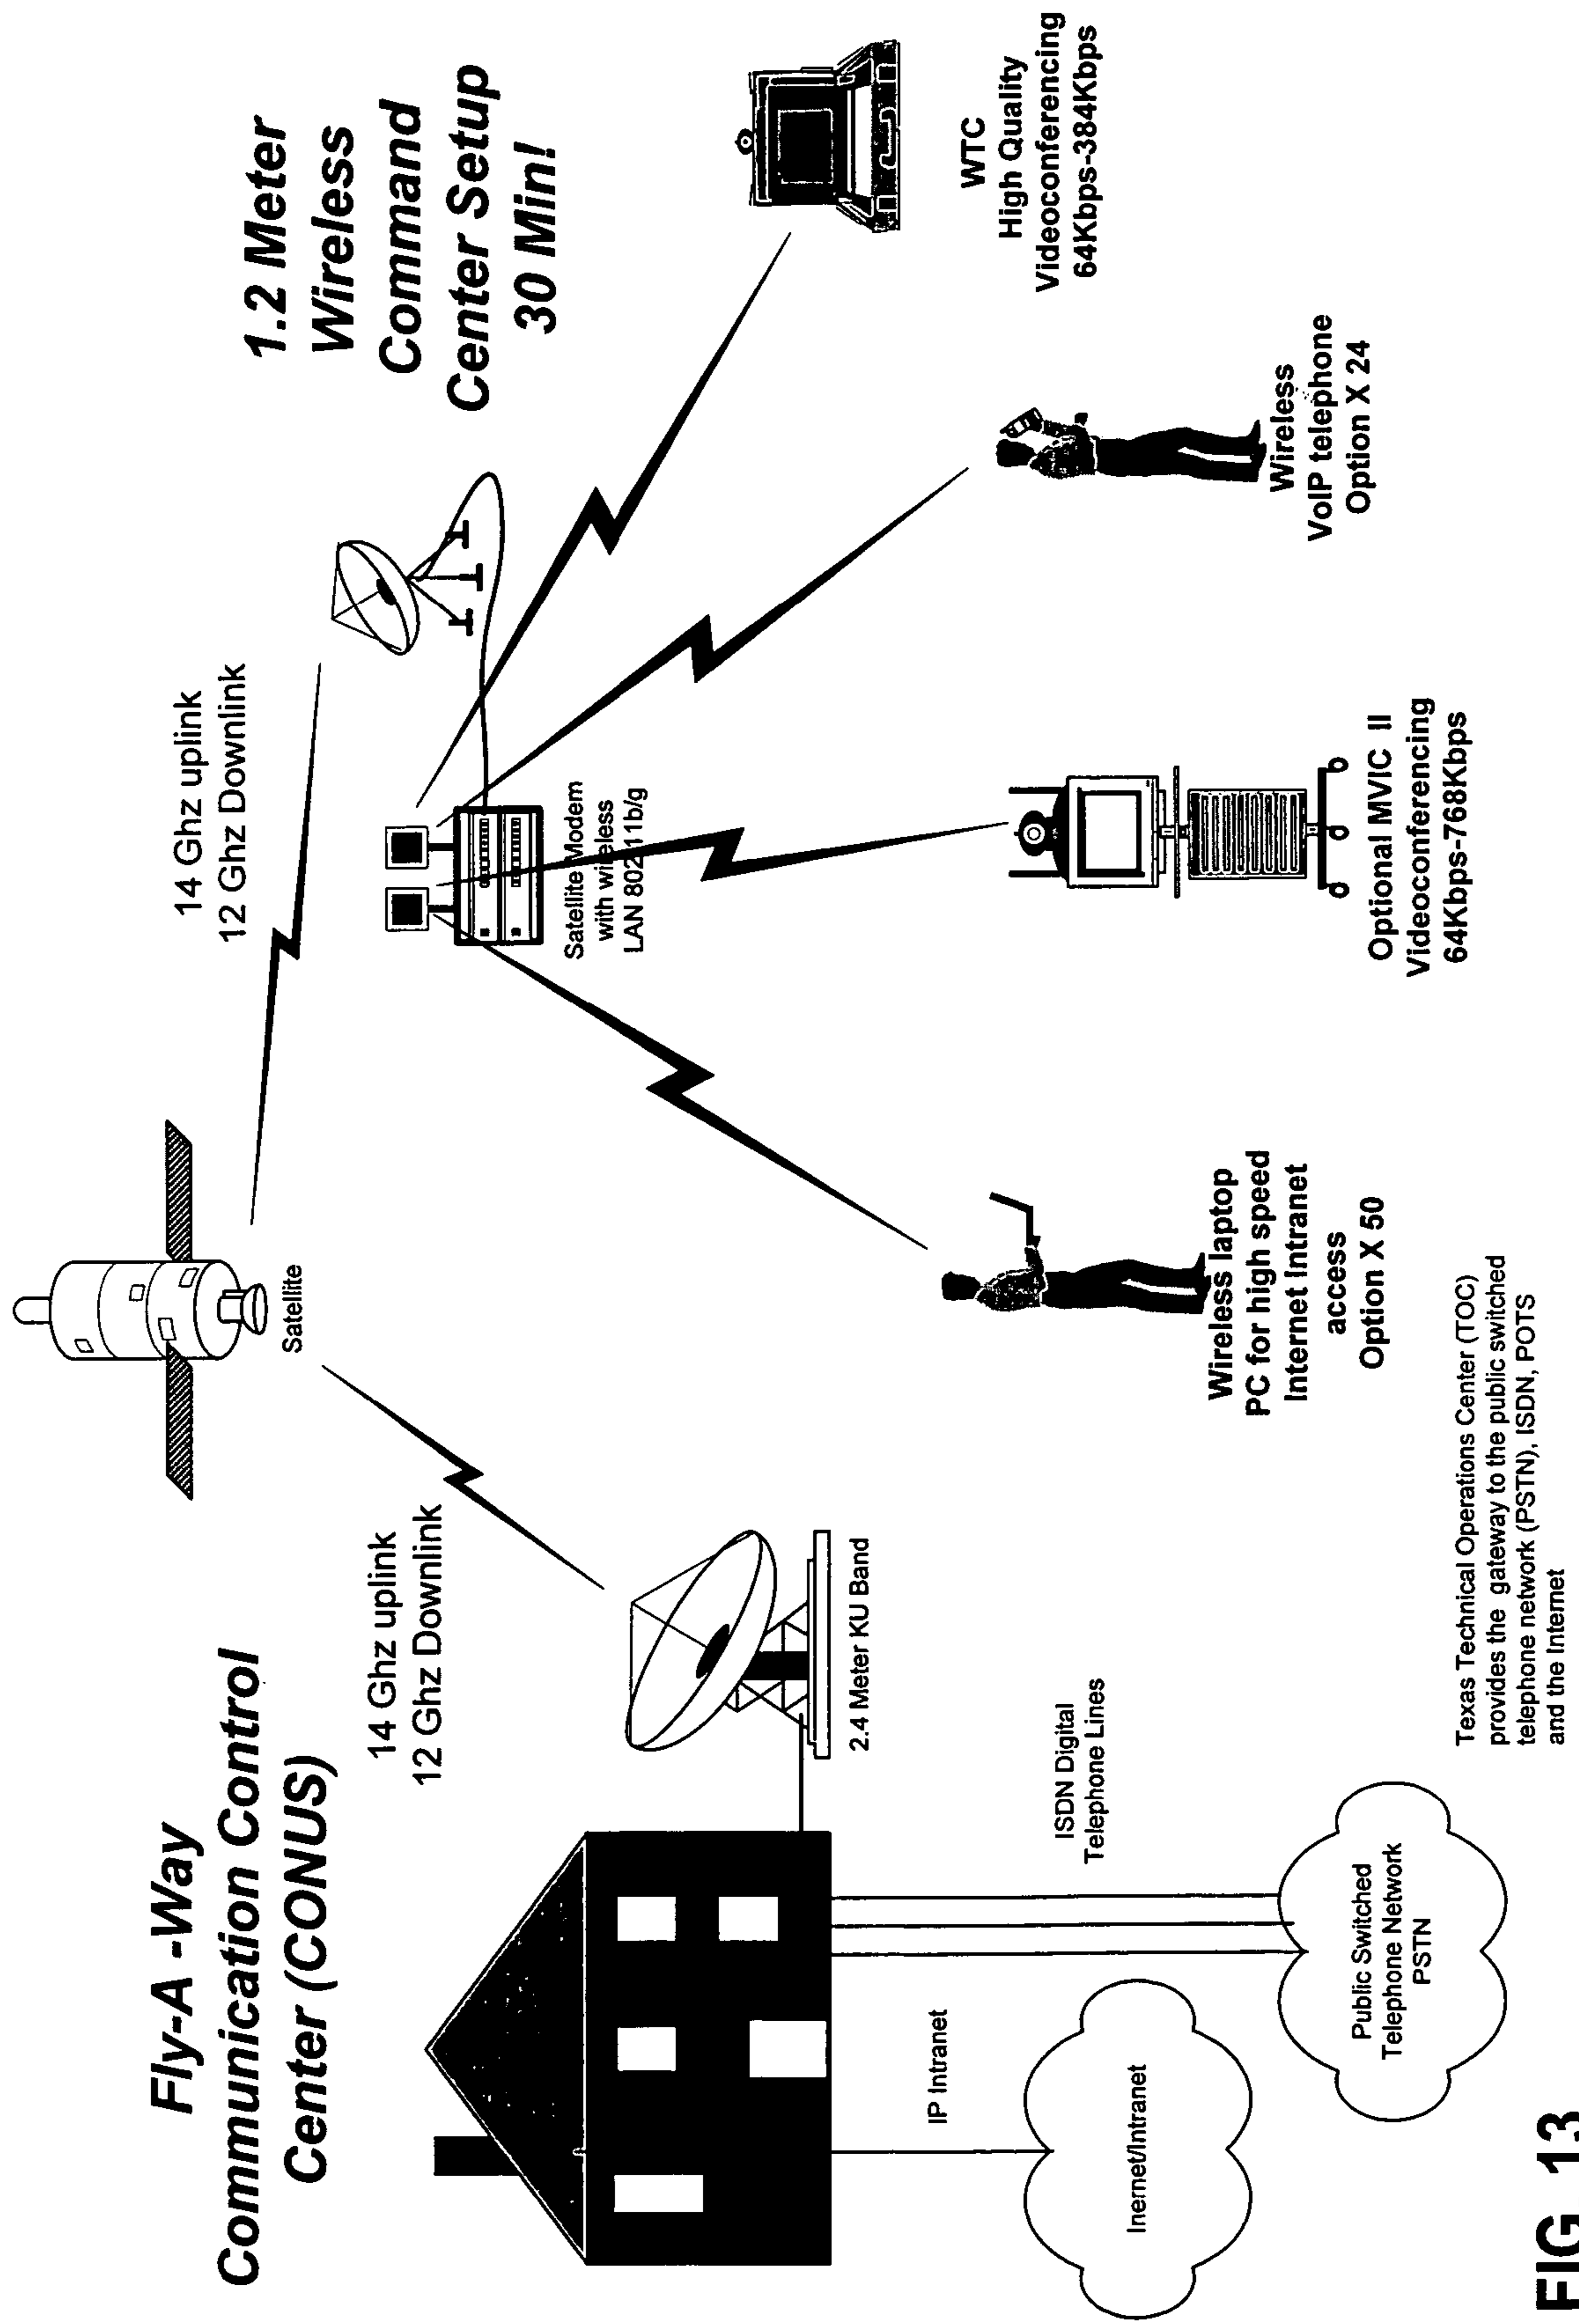 Fly-A -Way
Communication Control
Center (CONUS)
1.2 Meter
Wireless
Command
Center Setup
30 Min!
Satellite
14 Ghz uplink
12 Ghz Downlink
14 Ghz uplink
12 Ghz Downlink
2.4 Meter KU Band
Satellite Modem
with wireless
LAN 802.11b/g
IP Intranet
ISDN Digital
Telephone Lines
Inernet/Intranet
Public Switched
Telephone Network
PSTN
Wireless laptop
PC for high speed
Internet Intranet
access
Option X 50
Optional MVIC II
Videoconferencing
64Kbps-768Kbps
Wireless
VoIP telephone
Option X 24
WTC
High Quality
Videoconferencing
64Kbps-384Kbps
Texas Technical Operations Center (TOC)
provides the gateway to the public switched
telephone network (PSTN), ISDN, POTS
and the Internet
FIG. 13